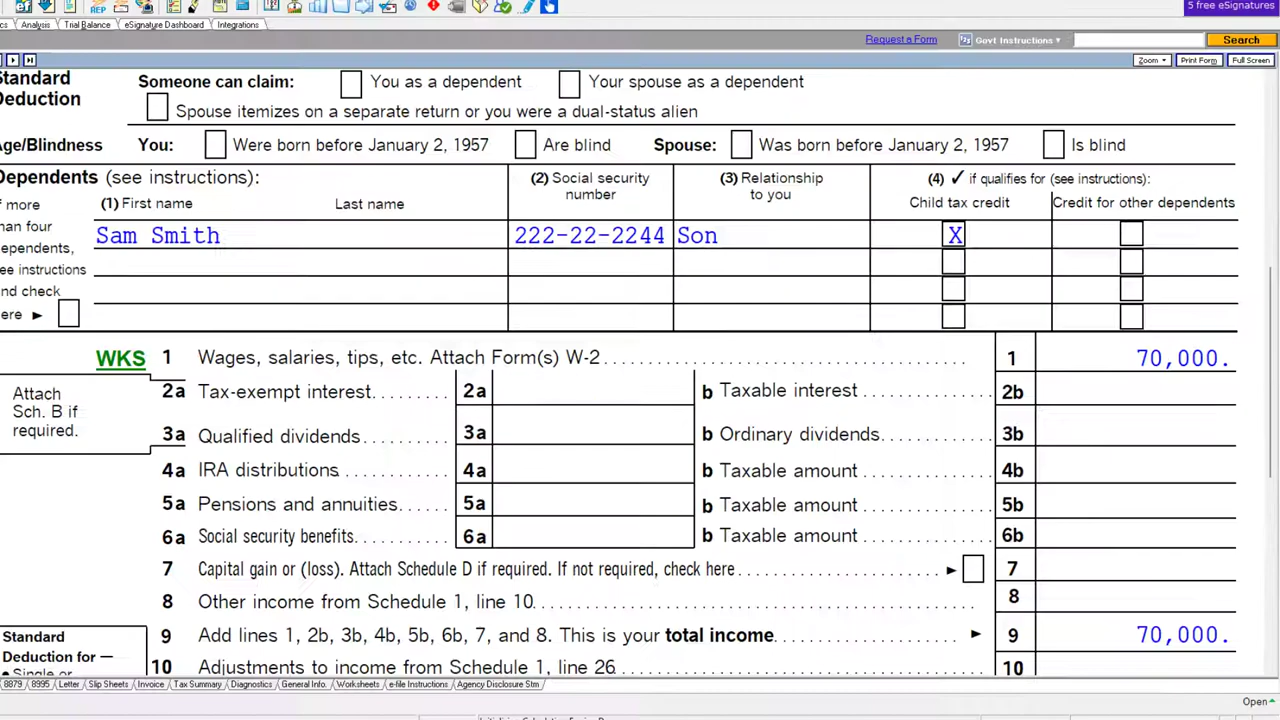 REP
5 free eSignatures
cs Analysis Trial Balance eSignature Dashboard Integrations
Request a Form Govt Instructions Search
Zoom Print Form Full Screen
Standard Deduction
Someone can claim: You as a dependent Your spouse as a dependent
Spouse itemizes on a separate return or you were a dual-status alien
Age/Blindness You: Were born before January 2, 1957 Are blind Spouse: Was born before January 2, 1957 Is blind
Dependents (see instructions):
(2) Social security number
(3) Relationship to you
(4) ✓ if qualifies for (see instructions):
(1) First name Last name
Child tax credit Credit for other dependents
f more
han four
dependents,
ee instructions
nd check
ere ►
Sam Smith 222-22-2244 Son X
WKS 1 Wages, salaries, tips, etc. Attach Form(s) W-2 1 70,000.
Attach
Sch. B if
required.
2a Tax-exempt interest 2a b Taxable interest 2b
3a Qualified dividends 3a b Ordinary dividends 3b
4a IRA distributions 4a b Taxable amount 4b
5a Pensions and annuities 5a b Taxable amount 5b
6a Social security benefits 6a b Taxable amount 6b
7 Capital gain or (loss). Attach Schedule D if required. If not required, check here ► 7
8 Other income from Schedule 1, line 10 8
9 Add lines 1, 2b, 3b, 4b, 5b, 6b, 7, and 8. This is your total income ► 9 70,000.
Standard
Deduction for —
• Single or
10 Adjustments to income from Schedule 1, line 26 10
8879 8995 Letter Slip Sheets Invoice Tax Summary Diagnostics General Info. Worksheets e-file Instructions Agency Disclosure Stm
Open